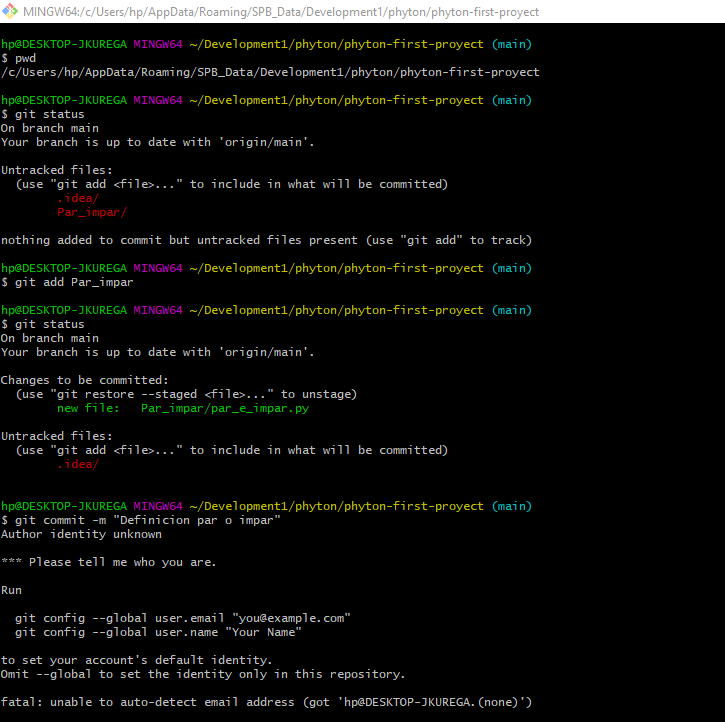 MINGW64:/c/Users/hp/AppData/Roaming/SPB_Data/Development1/phyton/phyton-first-proyect
hp@DESKTOP-JKUREGA MINGW64 ~/Development1/phyton/phyton-first-proyect (main)
$ pwd
/c/Users/hp/AppData/Roaming/SPB_Data/Development1/phyton/phyton-first-proyect
hp@DESKTOP-JKUREGA MINGW64 ~/Development1/phyton/phyton-first-proyect (main)
$ git status
On branch main
Your branch is up to date with 'origin/main'.
Untracked files:
  (use "git add <file>..." to include in what will be committed)
        .idea/
        Par_impar/
nothing added to commit but untracked files present (use "git add" to track)
hp@DESKTOP-JKUREGA MINGW64 ~/Development1/phyton/phyton-first-proyect (main)
$ git add Par_impar
hp@DESKTOP-JKUREGA MINGW64 ~/Development1/phyton/phyton-first-proyect (main)
$ git status
On branch main
Your branch is up to date with 'origin/main'.
Changes to be committed:
  (use "git restore --staged <file>..." to unstage)
        new file:   Par_impar/par_e_impar.py
Untracked files:
  (use "git add <file>..." to include in what will be committed)
        .idea/
hp@DESKTOP-JKUREGA MINGW64 ~/Development1/phyton/phyton-first-proyect (main)
$ git commit -m "Definicion par o impar"
Author identity unknown
*** Please tell me who you are.
Run
  git config --global user.email "you@example.com"
  git config --global user.name "Your Name"
to set your account's default identity.
Omit --global to set the identity only in this repository.
fatal: unable to auto-detect email address (got 'hp@DESKTOP-JKUREGA.(none)')